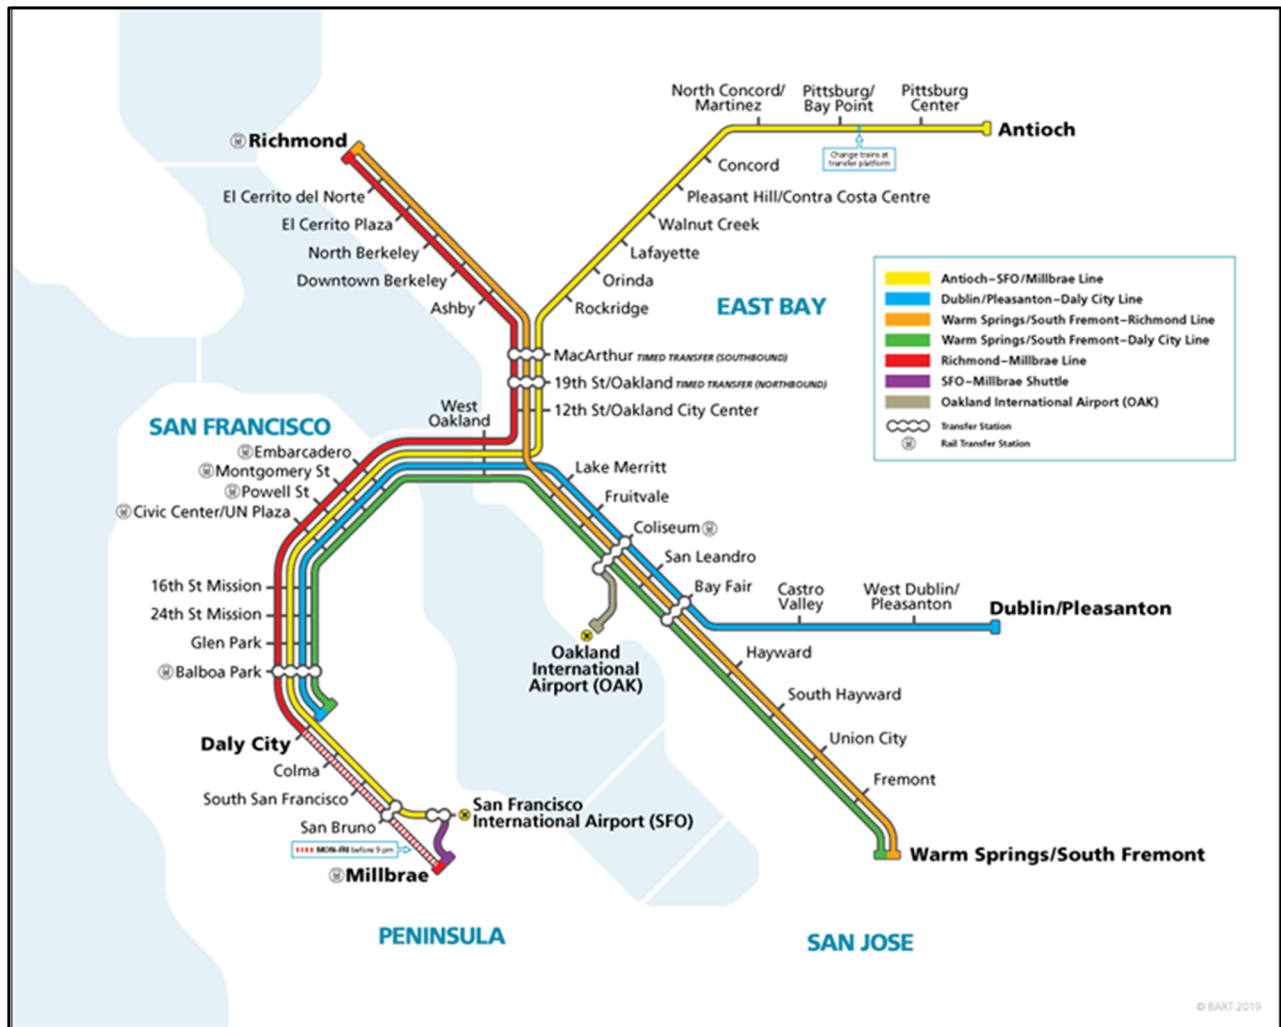 North Concord/
Martinez
Pittsburg/
Bay Point
Pittsburg
Center
Antioch
Change trains at
transfer platform
Richmond
Concord
El Cerrito del Norte
Pleasant Hill/Contra Costa Centre
El Cerrito Plaza
Walnut Creek
North Berkeley
Lafayette
Downtown Berkeley
Orinda
Ashby
Rockridge
EAST BAY
Antioch–SFO/Millbrae Line
Dublin/Pleasanton–Daly City Line
Warm Springs/South Fremont–Richmond Line
Warm Springs/South Fremont–Daly City Line
Richmond–Millbrae Line
SFO–Millbrae Shuttle
Oakland International Airport (OAK)
Transfer Station
Rail Transfer Station
MacArthur TIMED TRANSFER (SOUTHBOUND)
19th St/Oakland TIMED TRANSFER (NORTHBOUND)
12th St/Oakland City Center
West
Oakland
SAN FRANCISCO
Embarcadero
Montgomery St
Powell St
Civic Center/UN Plaza
Lake Merritt
Fruitvale
Coliseum
San Leandro
Bay Fair
Castro
Valley
West Dublin/
Pleasanton
Dublin/Pleasanton
16th St Mission
24th St Mission
Glen Park
Balboa Park
Oakland
International
Airport (OAK)
Hayward
South Hayward
Union City
Fremont
Warm Springs/South Fremont
Daly City
Colma
South San Francisco
San Bruno
San Francisco
International Airport (SFO)
MON–FRI before 9 pm
Millbrae
PENINSULA
SAN JOSE
© BART 2019